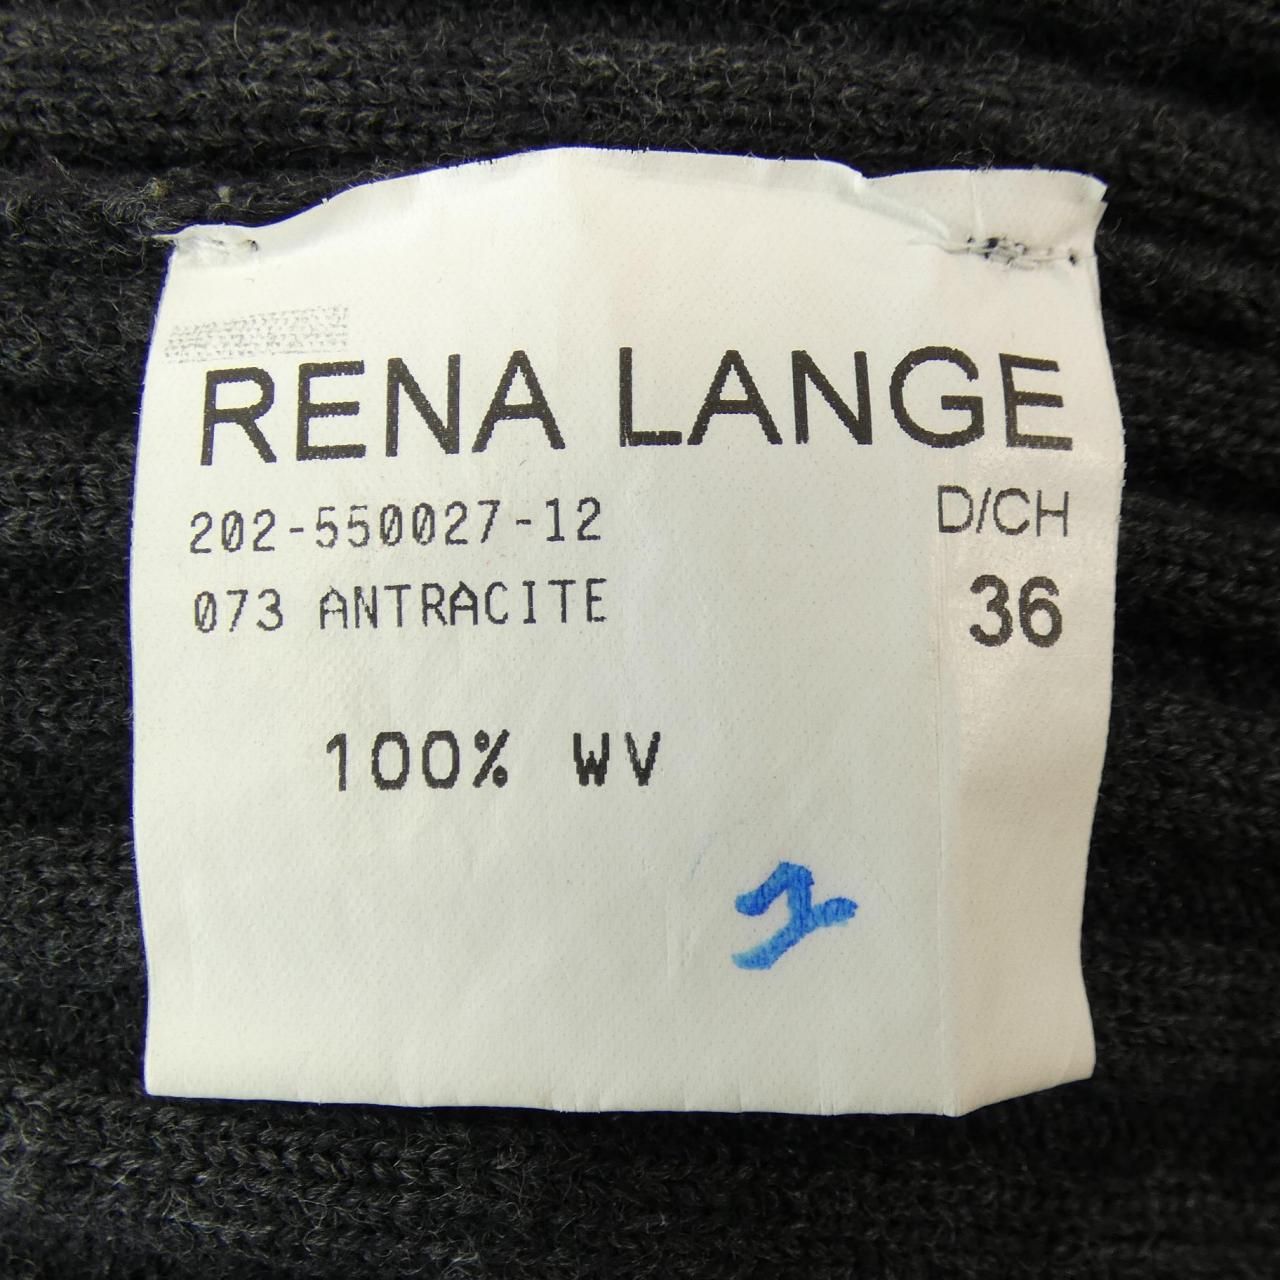 RENA LANGE
202-550027-12 D/CH
073 ANTRACITE 36
100% WV